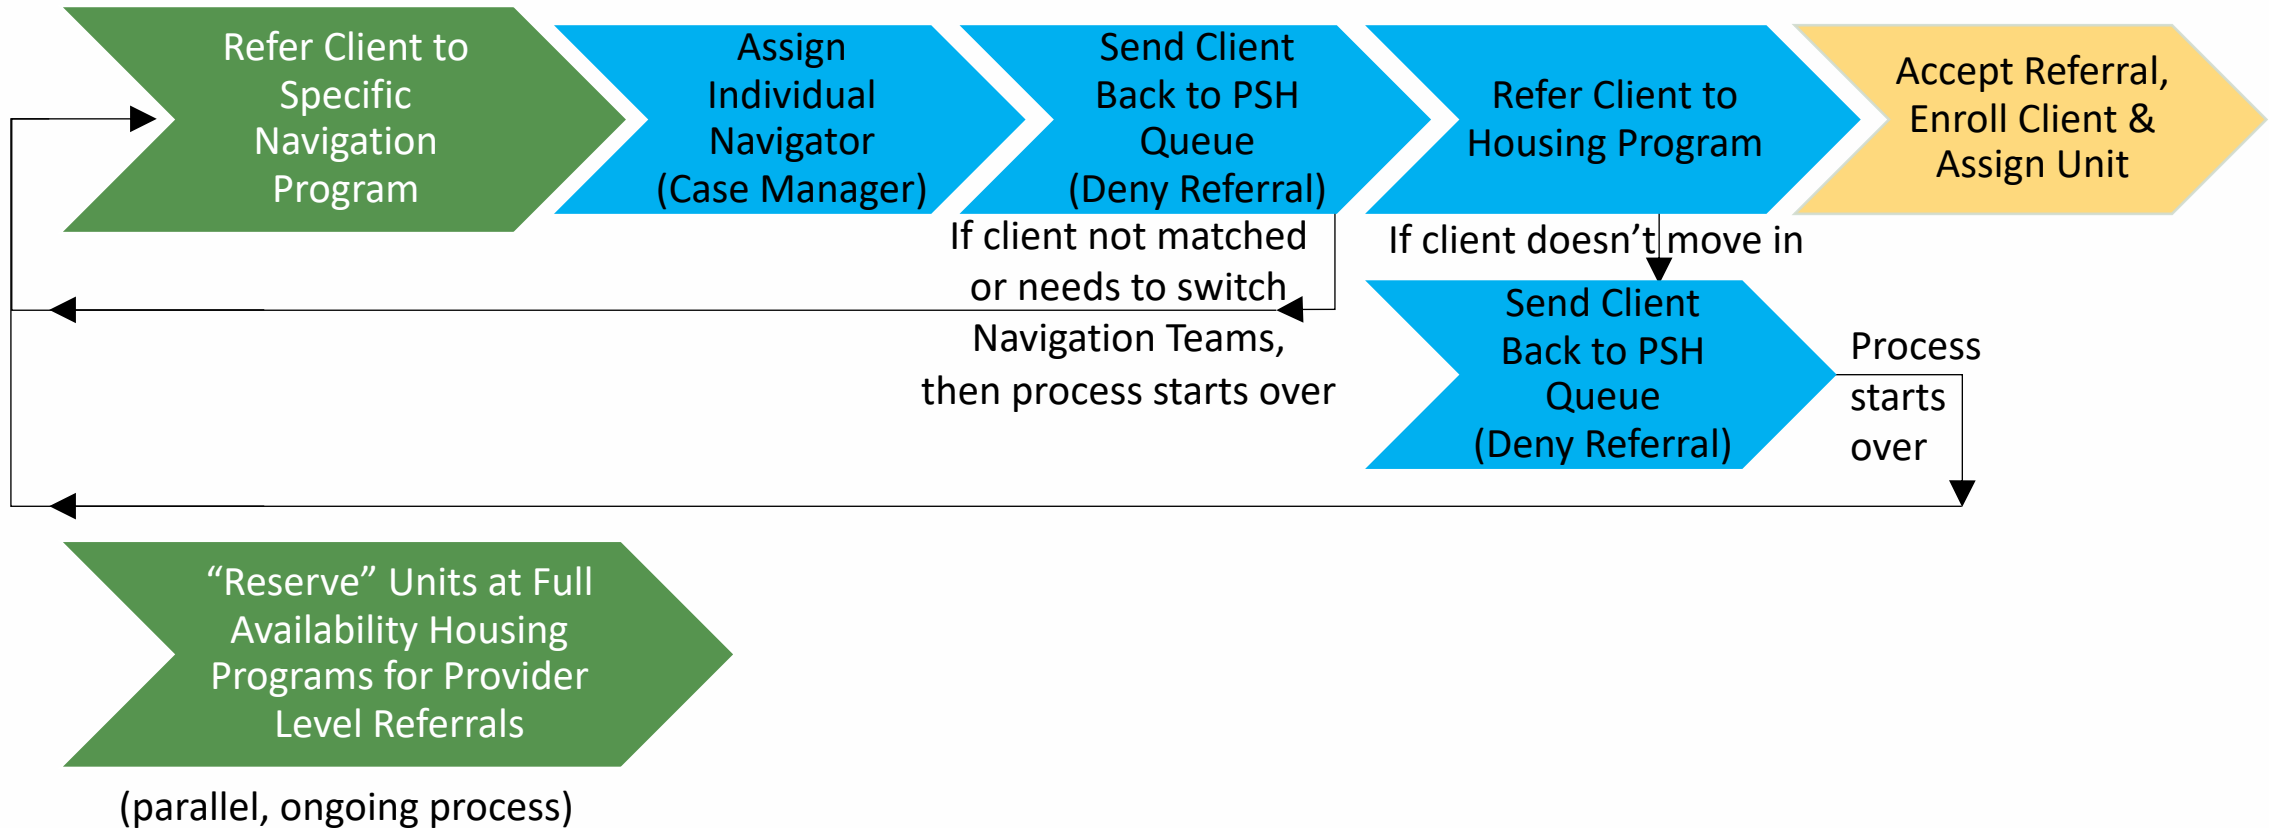 Refer Client to
Specific
Navigation
Program
Assign
Individual
Navigator
(Case Manager)
Send Client
Back to PSH
Queue
(Deny Referral)
Refer Client to
Housing Program
Accept Referral,
Enroll Client &
Assign Unit
If client not matched
or needs to switch
Navigation Teams,
then process starts over
If client doesn’t move in
Send Client
Back to PSH
Queue
(Deny Referral)
Process
starts
over
“Reserve” Units at Full
Availability Housing
Programs for Provider
Level Referrals
(parallel, ongoing process)